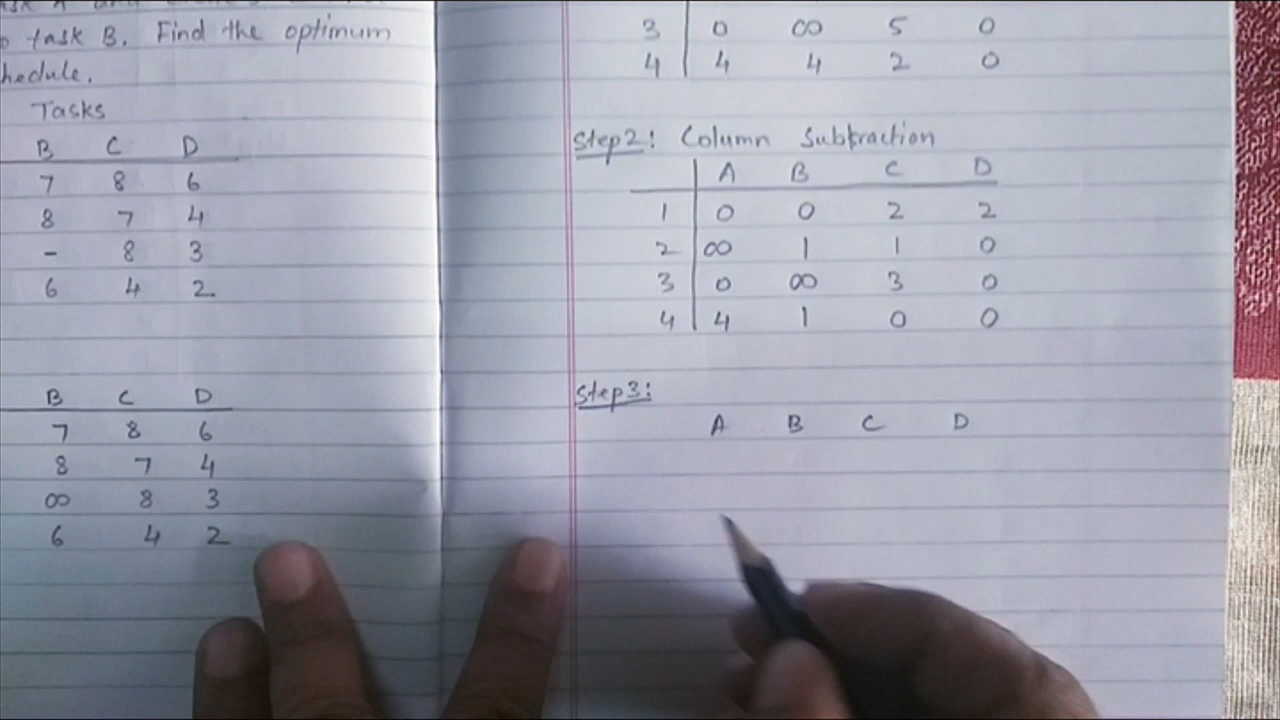 to task B. Find the optimum
Tasks
B C D
7 8 6
8 7 4
- 8 3
6 4 2
B C D
7 8 6
8 7 4
∞ 8 3
6 4 2
3 0 ∞ 5 0
4 4 4 2 0
Step2: Column Subtraction
A B C D
1 0 0 2 2
2 ∞ 1 1 0
3 0 ∞ 3 0
4 4 1 0 0
Step3:
A B C D